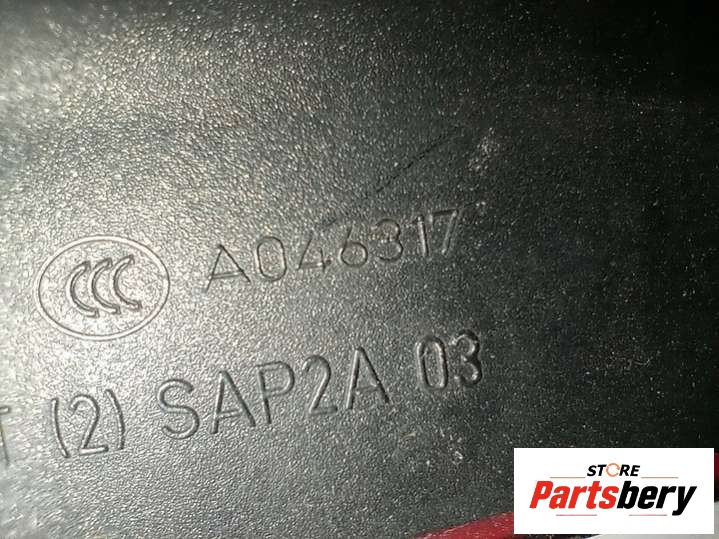 CCC A046317
T (2) SAP2A 03
STORE
Partsbery